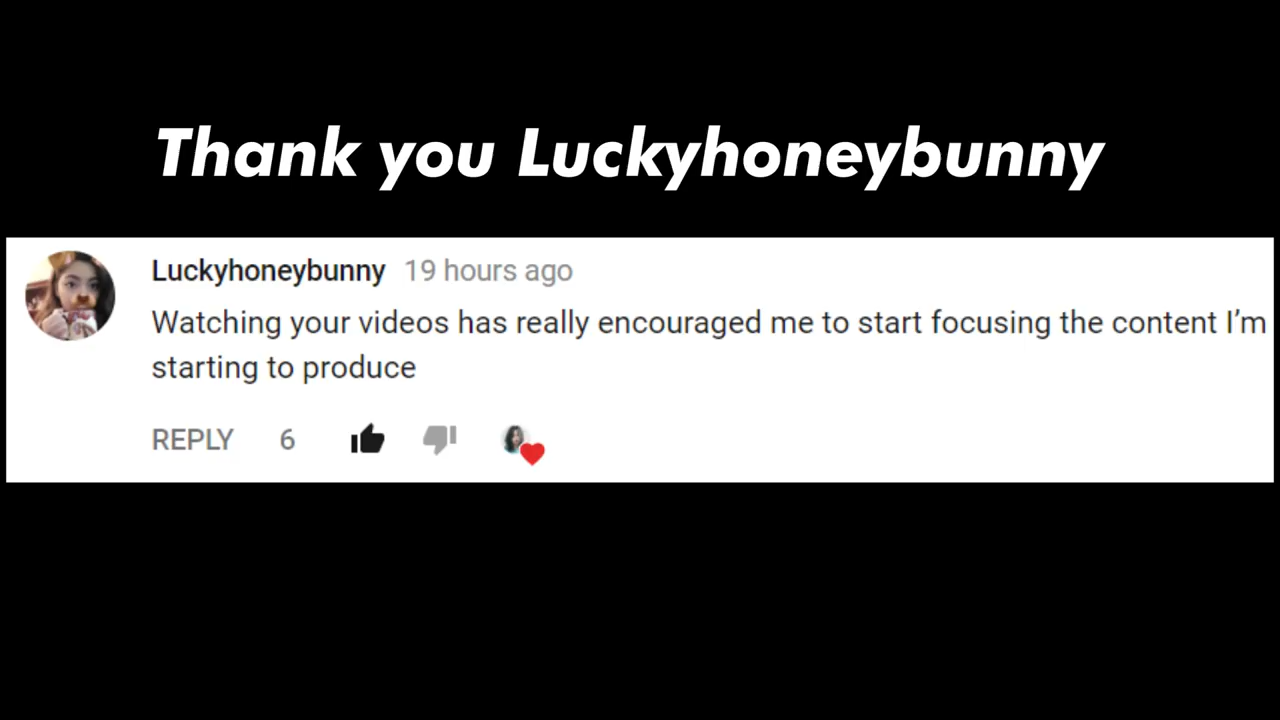 Thank you Luckyhoneybunny
Luckyhoneybunny 19 hours ago
Watching your videos has really encouraged me to start focusing the content I’m
starting to produce
REPLY 6